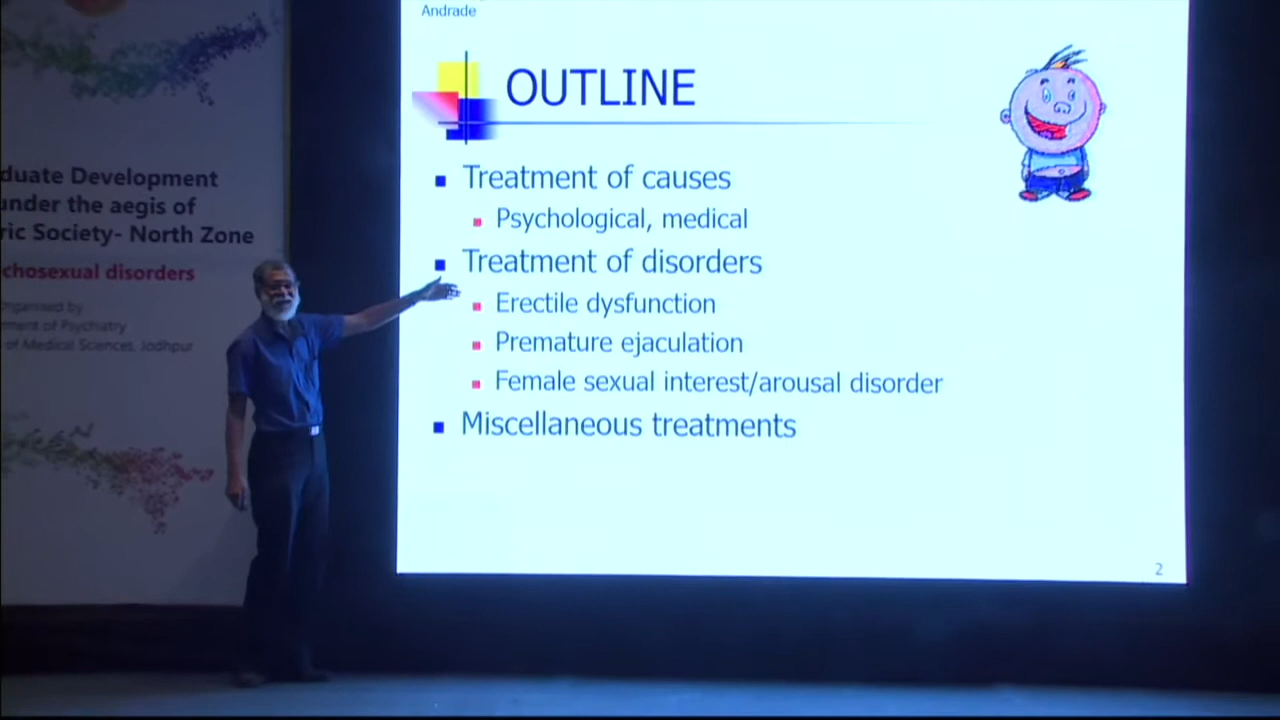 duate Development
under the aegis of
ric Society- North Zone
chosexual disorders
Organised by
ment of Psychiatry
of Medical Sciences, Jodhpur
Andrade
OUTLINE
Treatment of causes
Psychological, medical
Treatment of disorders
Erectile dysfunction
Premature ejaculation
Female sexual interest/arousal disorder
Miscellaneous treatments
2